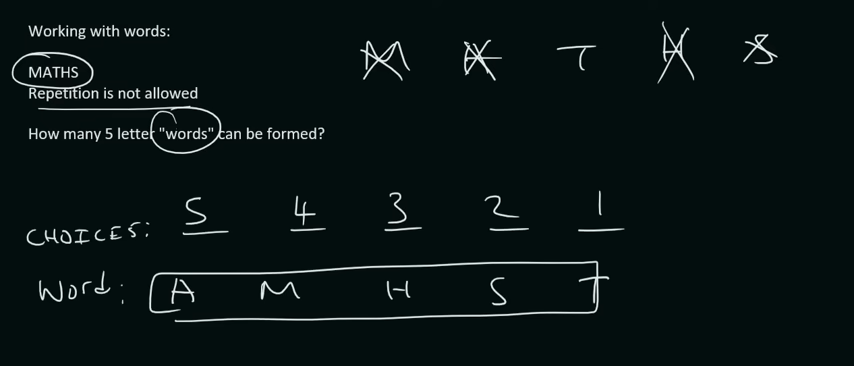 Working with words:
M A T H S
MATHS
Repetition is not allowed
How many 5 letter "words" can be formed?
CHOICES: 5 4 3 2 1
Word: A M H S T